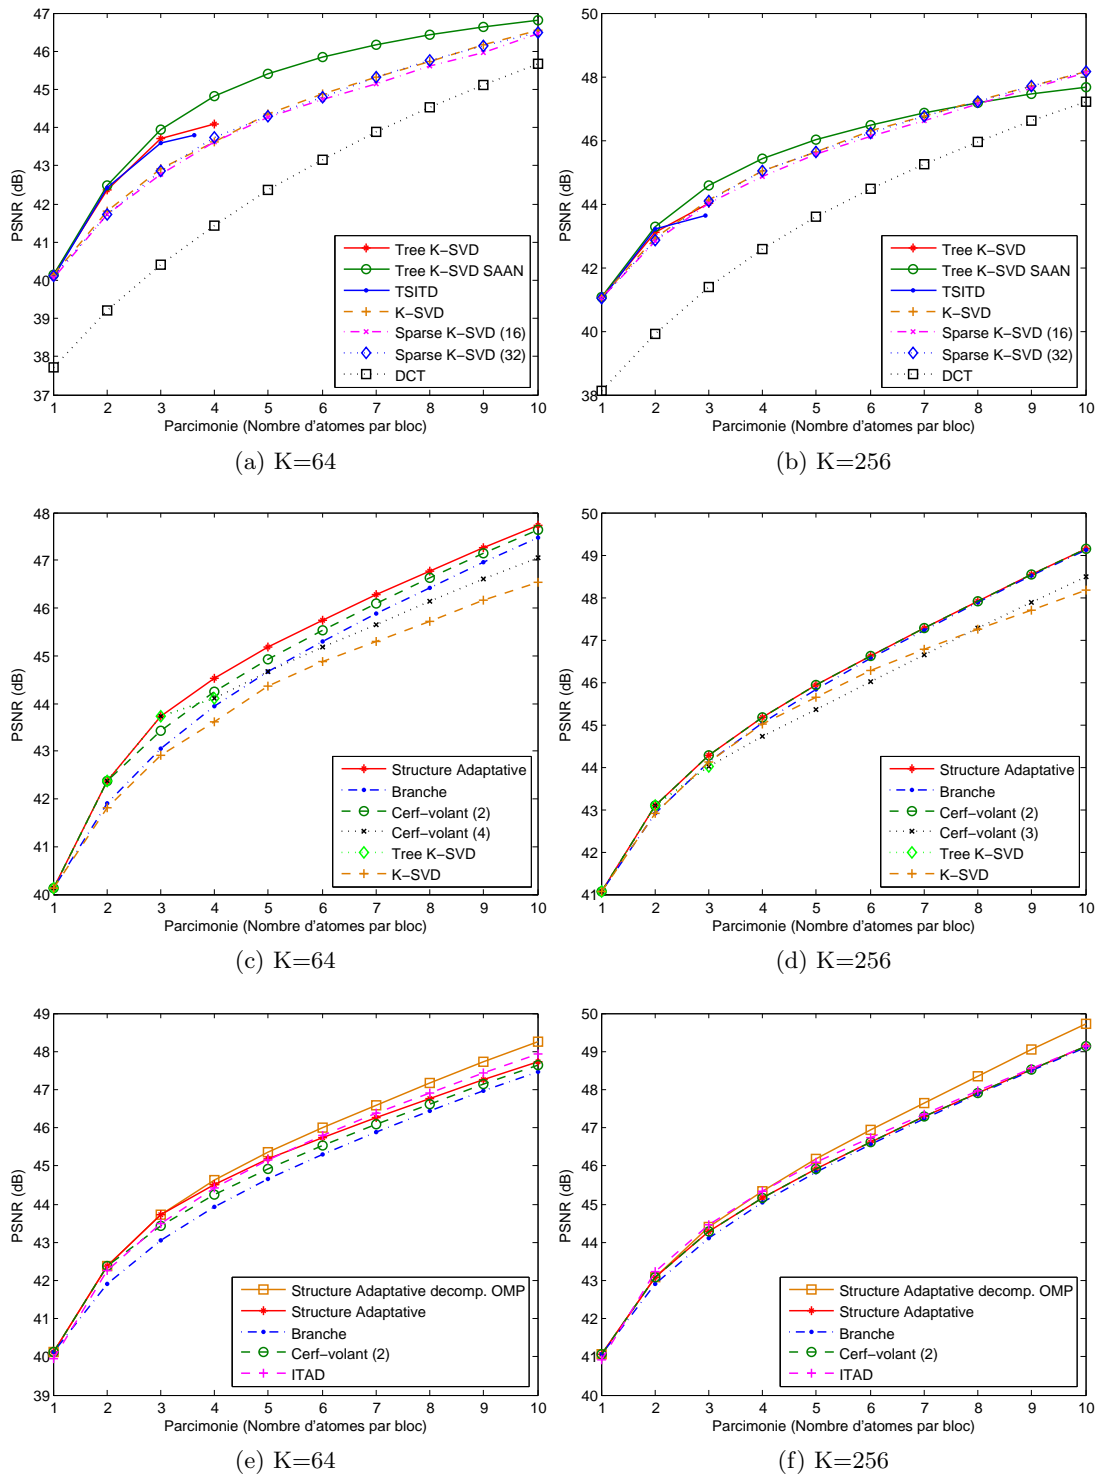 47
46
45
44
43
42
41
40
39
38
37
PSNR (dB)
1 2 3 4 5 6 7 8 9 10
Parcimonie (Nombre d'atomes par bloc)
Tree K-SVD
Tree K-SVD SAAN
TSITD
K-SVD
Sparse K-SVD (16)
Sparse K-SVD (32)
DCT
(a) K=64
50
48
46
44
42
40
38
PSNR (dB)
1 2 3 4 5 6 7 8 9 10
Parcimonie (Nombre d'atomes par bloc)
Tree K-SVD
Tree K-SVD SAAN
TSITD
K-SVD
Sparse K-SVD (16)
Sparse K-SVD (32)
DCT
(b) K=256
48
47
46
45
44
43
42
41
40
PSNR (dB)
1 2 3 4 5 6 7 8 9 10
Parcimonie (Nombre d'atomes par bloc)
Structure Adaptative
Branche
Cerf-volant (2)
Cerf-volant (4)
Tree K-SVD
K-SVD
(c) K=64
50
49
48
47
46
45
44
43
42
41
PSNR (dB)
1 2 3 4 5 6 7 8 9 10
Parcimonie (Nombre d'atomes par bloc)
Structure Adaptative
Branche
Cerf-volant (2)
Cerf-volant (3)
Tree K-SVD
K-SVD
(d) K=256
49
48
47
46
45
44
43
42
41
40
39
PSNR (dB)
1 2 3 4 5 6 7 8 9 10
Parcimonie (Nombre d'atomes par bloc)
Structure Adaptative decomp. OMP
Structure Adaptative
Branche
Cerf-volant (2)
ITAD
(e) K=64
50
49
48
47
46
45
44
43
42
41
40
PSNR (dB)
1 2 3 4 5 6 7 8 9 10
Parcimonie (Nombre d'atomes par bloc)
Structure Adaptative decomp. OMP
Structure Adaptative
Branche
Cerf-volant (2)
ITAD
(f) K=256